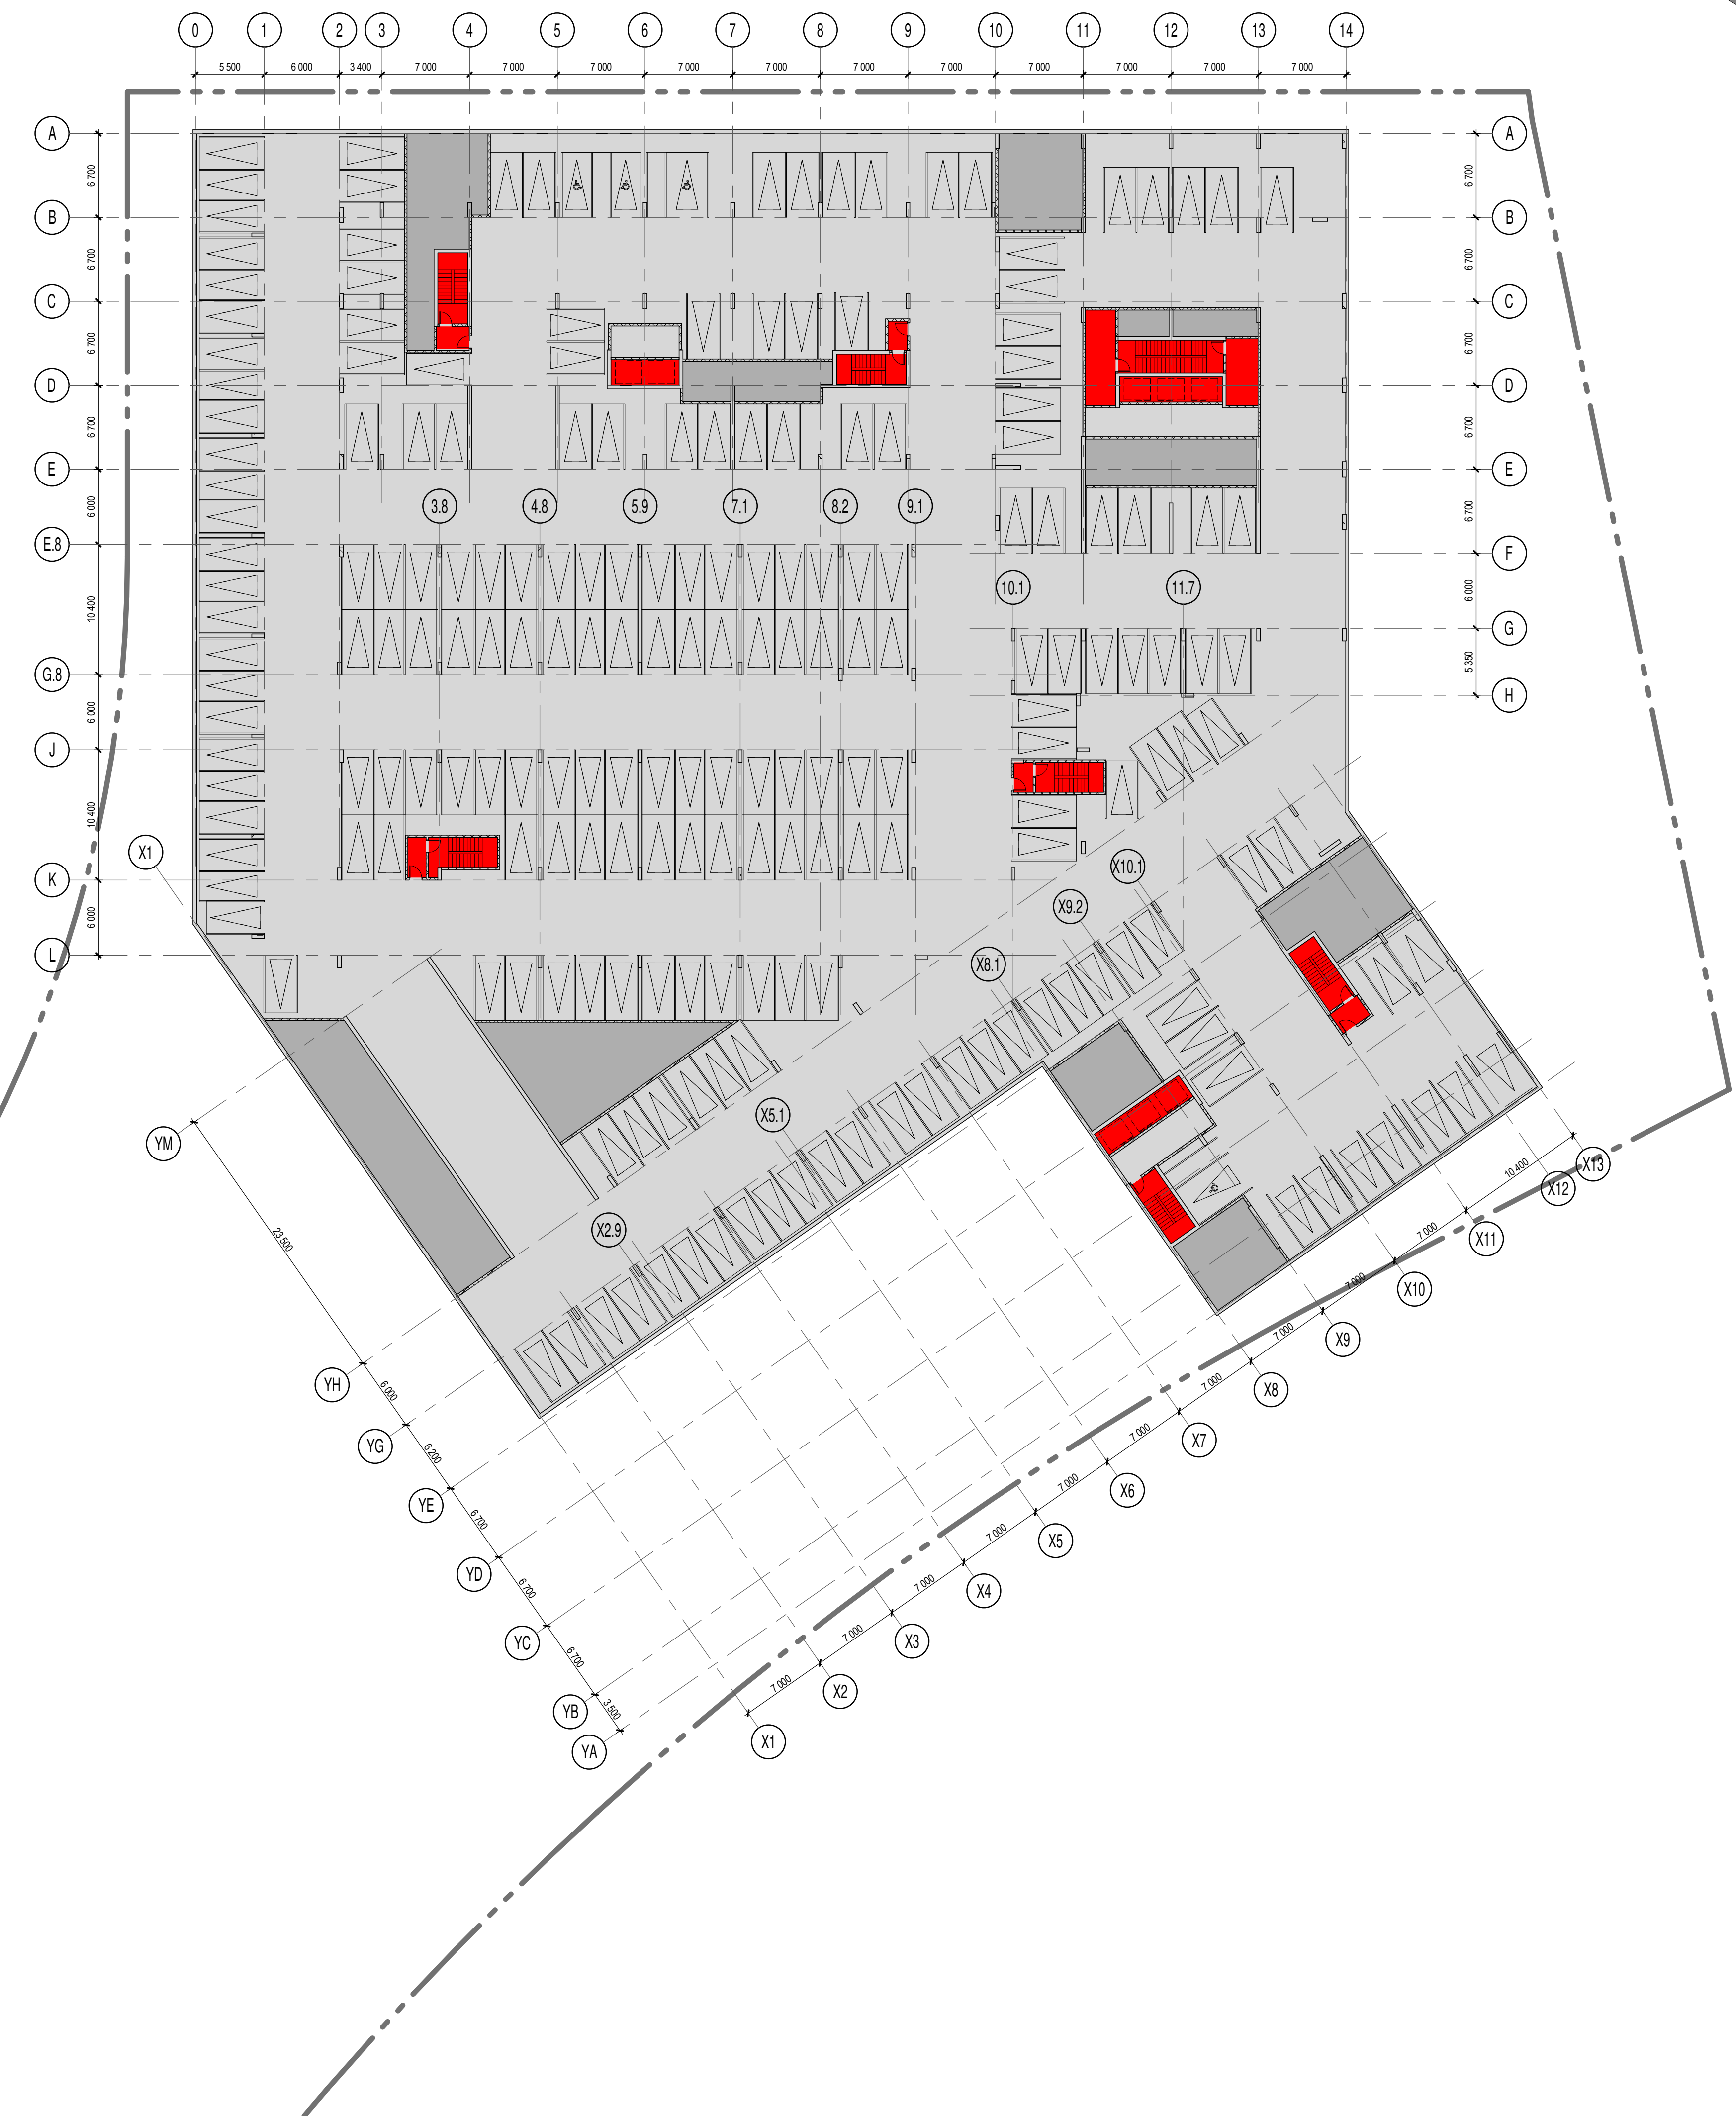 0 1 2 3 4 5 6 7 8 9 10 11 12 13 14
5 500 6 000 3 400 7 000 7 000 7 000 7 000 7 000 7 000 7 000 7 000 7 000 7 000 7 000
A A
6 700 6 700
B B
6 700 6 700
C C
6 700 6 700
D D
6 700 6 700
E E
6 000 6 700
3.8 4.8 5.9 7.1 8.2 9.1
E.8 F
10 400 6 000
10.1 11.7
G
5 350
G.8 H
6 000
J
10 400
X1 X10.1
K
X9.2
6 000
L X8.1
X5.1
YM
X13
10 400
X12
X2.9
23 500
7 000
X11
7 000
X10
7 000
X9
YH
7 000
X8
6 000
7 000
X7
YG
6 200
7 000
X6
YE
6 700
7 000
X5
YD
7 000
X4
6 700
7 000
X3
YC
6 700
7 000
X2
YB
3 500
X1
YA